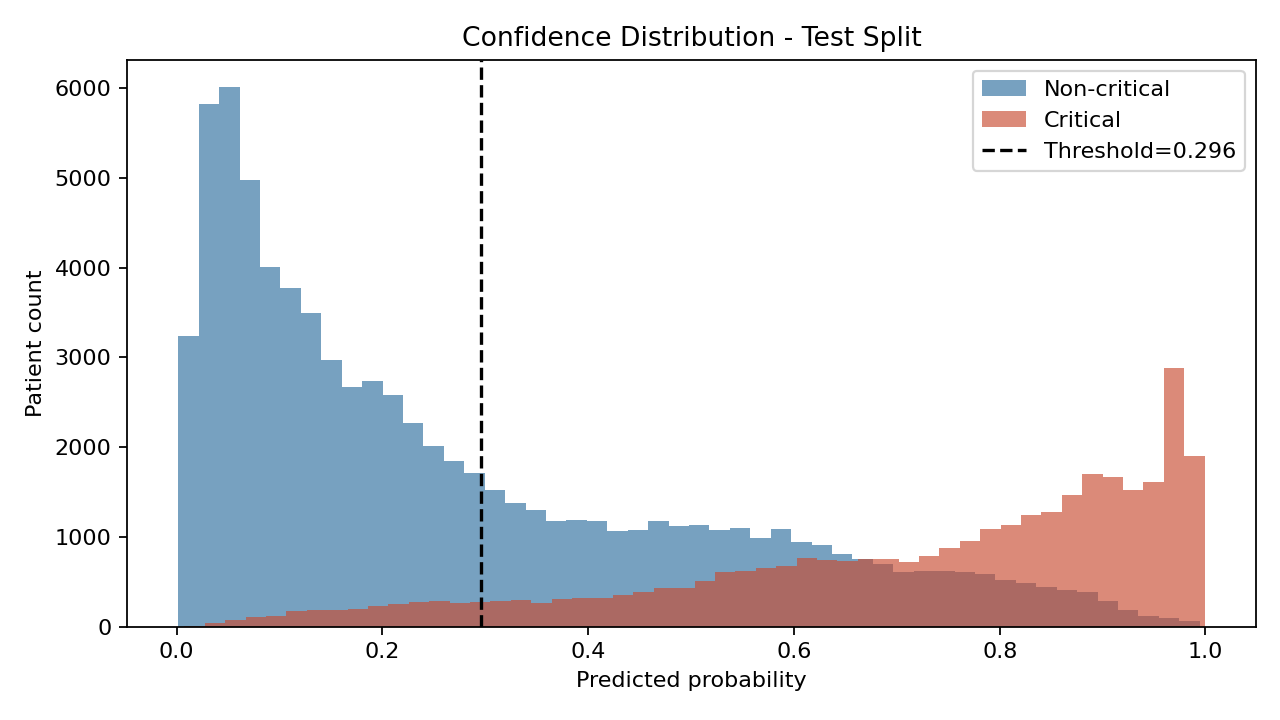 Confidence Distribution - Test Split
Non-critical
Critical
Threshold=0.296
Patient count
6000
5000
4000
3000
2000
1000
0
0.0 0.2 0.4 0.6 0.8 1.0
Predicted probability